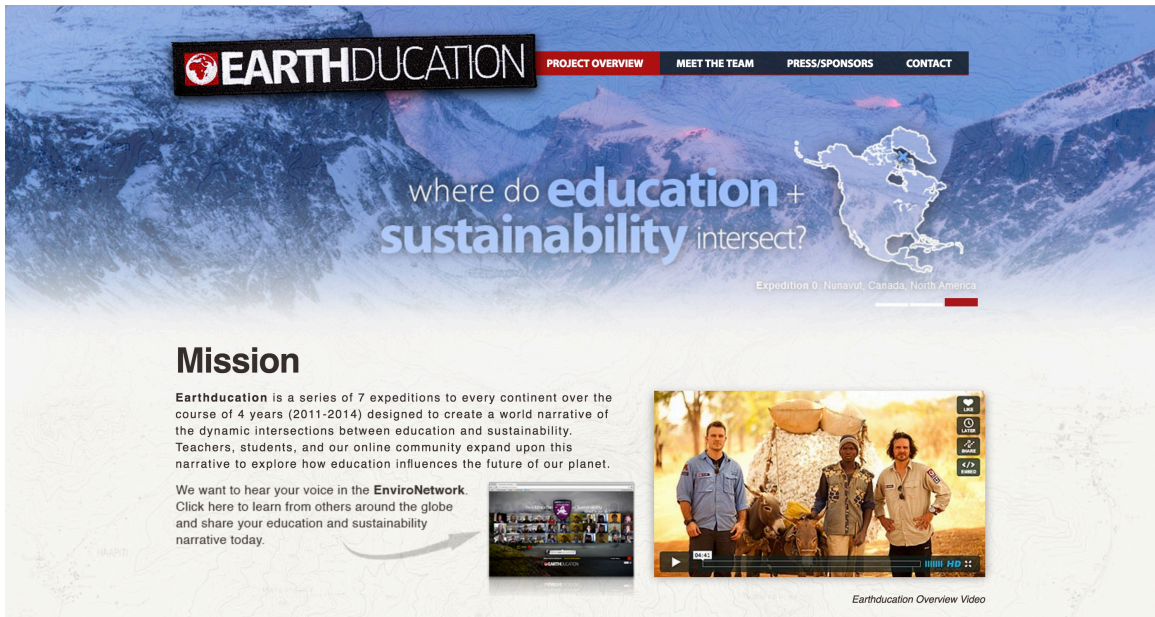 EARTHDUCATION
PROJECT OVERVIEW
MEET THE TEAM
PRESS/SPONSORS
CONTACT
where do education +
sustainability intersect?
Expedition 0: Nunavut, Canada, North America
Mission
Earthducation is a series of 7 expeditions to every continent over the
course of 4 years (2011-2014) designed to create a world narrative of
the dynamic intersections between education and sustainability.
Teachers, students, and our online community expand upon this
narrative to explore how education influences the future of our planet.
We want to hear your voice in the EnviroNetwork.
Click here to learn from others around the globe
and share your education and sustainability
narrative today.
EARTHDUCATION
LIKE
LATER
SHARE
EMBED
04:41
HD
Earthducation Overview Video